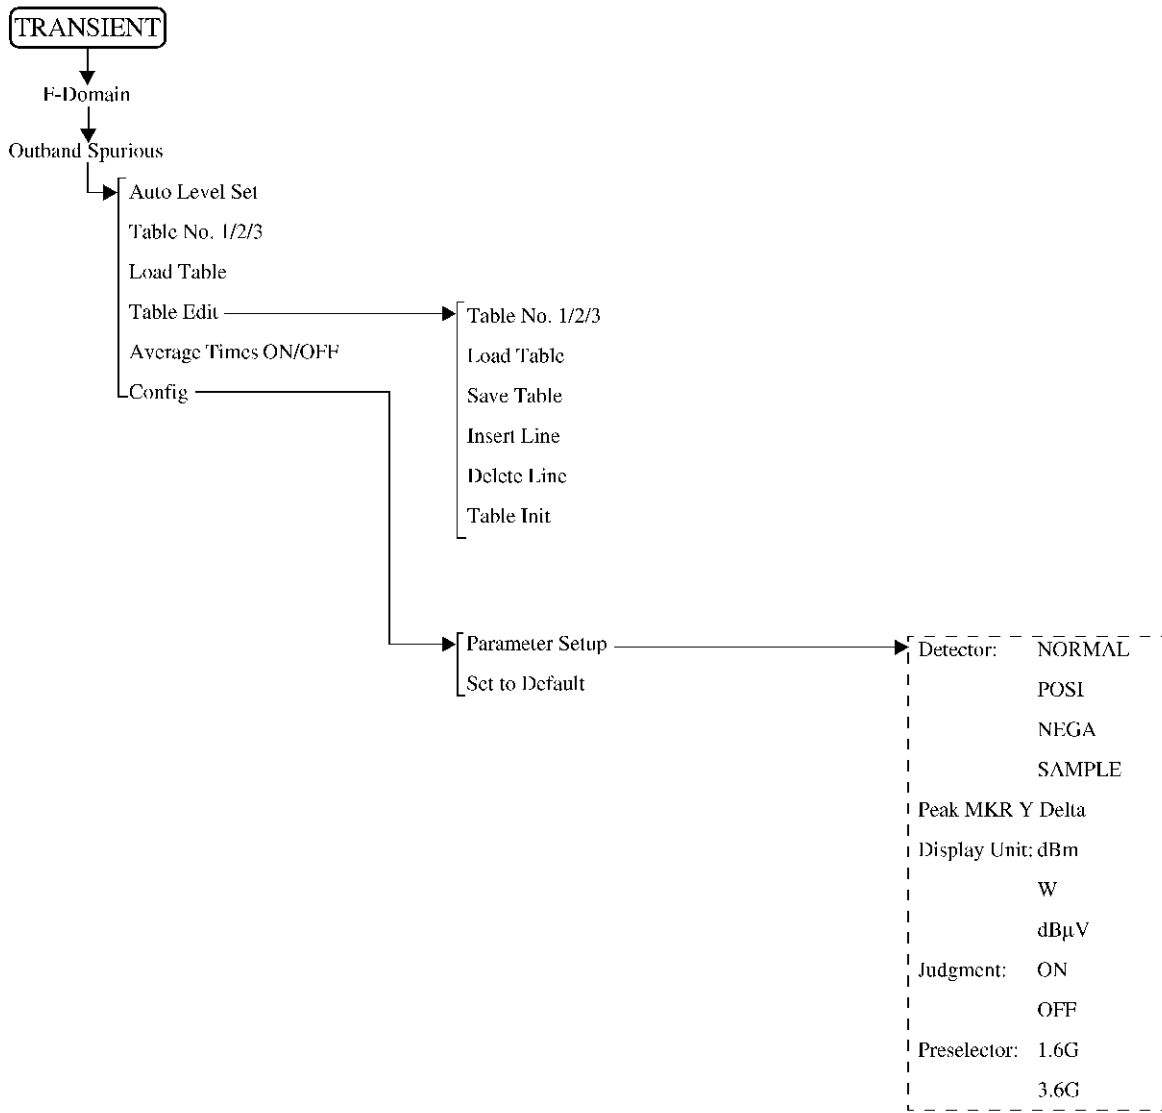 TRANSIENT
F-Domain
Outband Spurious
Auto Level Set
Table No. 1/2/3
Load Table
Table Edit
Average Times ON/OFF
Config
Table No. 1/2/3
Load Table
Save Table
Insert Line
Delete Line
Table Init
Parameter Setup
Set to Default
Detector: NORMAL
POSI
NEGA
SAMPLE
Peak MKR Y Delta
Display Unit: dBm
W
dBμV
Judgment: ON
OFF
Preselector: 1.6G
3.6G